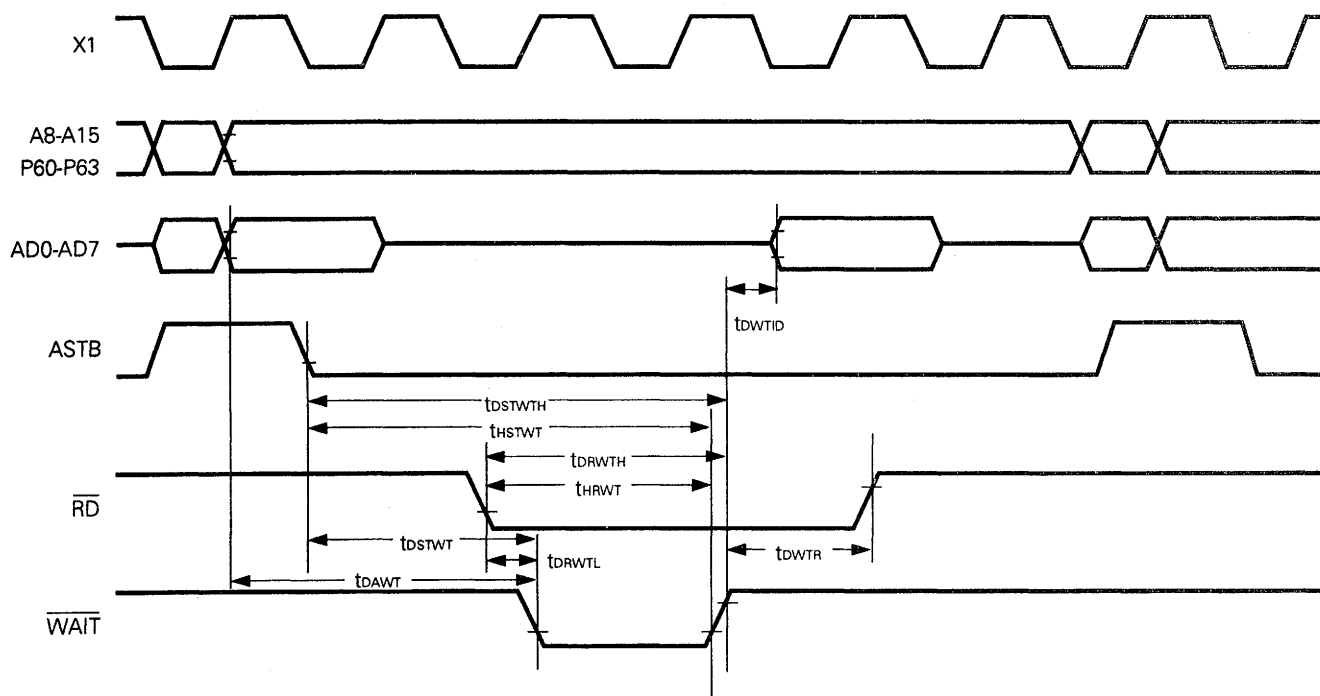 X1
A8-A15
P60-P63
AD0-AD7
tDWTID
ASTB
tDSTWTH
tHSTWT
tDRWTH
tHRWT
RD
tDSTWT
tDRWTL
tDWTR
tDAWT
WAIT